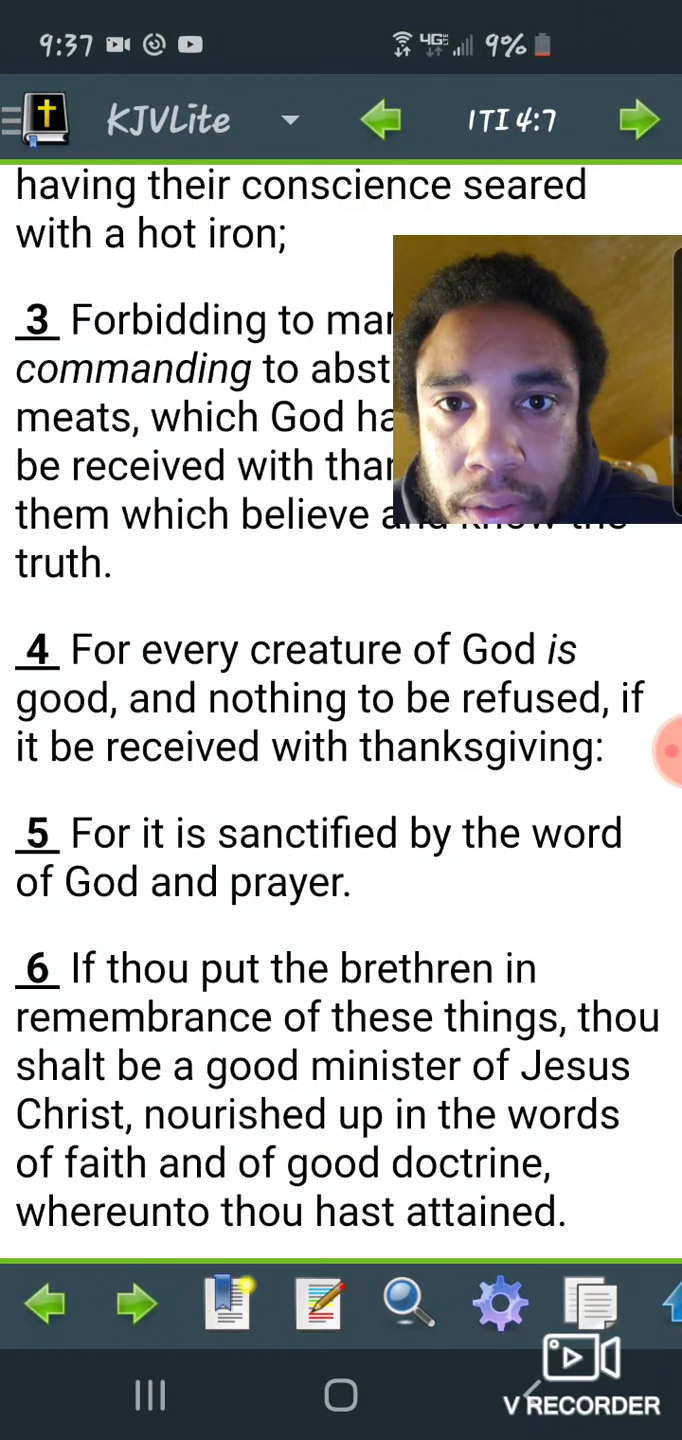 9:37 4G 9%
KJVLite 1TI 4:7
having their conscience seared
with a hot iron;
3 Forbidding to mar
commanding to abst
meats, which God ha
be received with than
them which believe and know the
truth.
4 For every creature of God is
good, and nothing to be refused, if
it be received with thanksgiving:
5 For it is sanctified by the word
of God and prayer.
6 If thou put the brethren in
remembrance of these things, thou
shalt be a good minister of Jesus
Christ, nourished up in the words
of faith and of good doctrine,
whereunto thou hast attained.
V RECORDER